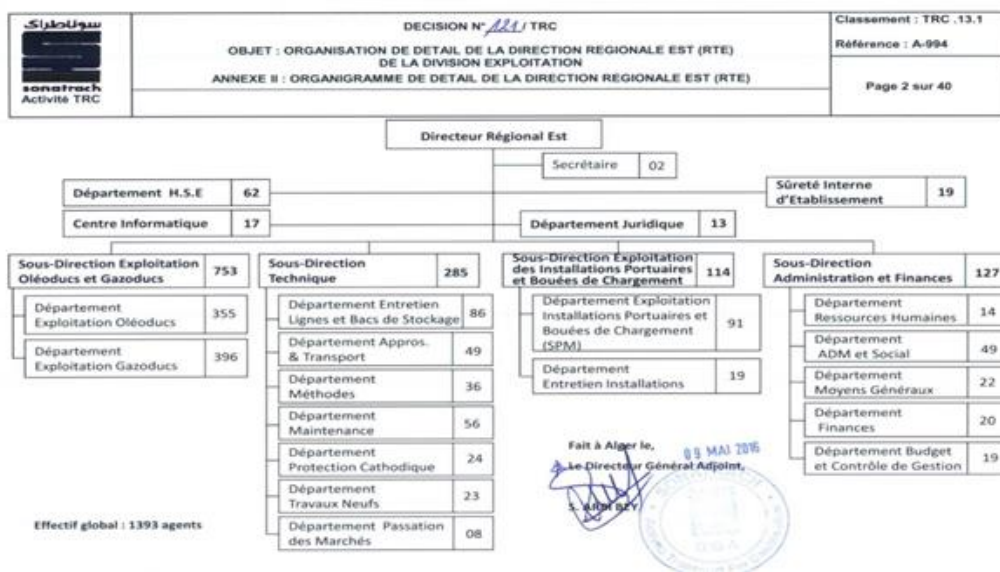 سوناطراك
sonatrach
Activité TRC
DECISION N° 121 / TRC
OBJET : ORGANISATION DE DETAIL DE LA DIRECTION REGIONALE EST (RTE)
DE LA DIVISION EXPLOITATION
ANNEXE II : ORGANIGRAMME DE DETAIL DE LA DIRECTION REGIONALE EST (RTE)
Classement : TRC .13.1
Référence : A-994
Page 2 sur 40
Directeur Régional Est
Secrétaire 02
Département H.S.E 62
Sûreté Interne
d'Etablissement 19
Centre Informatique 17
Département Juridique 13
Sous-Direction Exploitation
Oléoducs et Gazoducs 753
Département
Exploitation Oléoducs 355
Département
Exploitation Gazoducs 396
Sous-Direction
Technique 285
Département Entretien
Lignes et Bacs de Stockage 86
Département Appros.
& Transport 49
Département
Méthodes 36
Département
Maintenance 56
Département
Protection Cathodique 24
Département
Travaux Neufs 23
Département Passation
des Marchés 08
Sous-Direction Exploitation
des Installations Portuaires
et Bouées de Chargement 114
Département Exploitation
Installations Portuaires et
Bouées de Chargement
(SPM) 91
Département
Entretien Installations 19
Sous-Direction
Administration et Finances 127
Département
Ressources Humaines 14
Département
ADM et Social 49
Département
Moyens Généraux 22
Département
Finances 20
Département Budget
et Contrôle de Gestion 19
Effectif global : 1393 agents
Fait à Alger le,
09 MAI 2016
Le Directeur Général Adjoint,